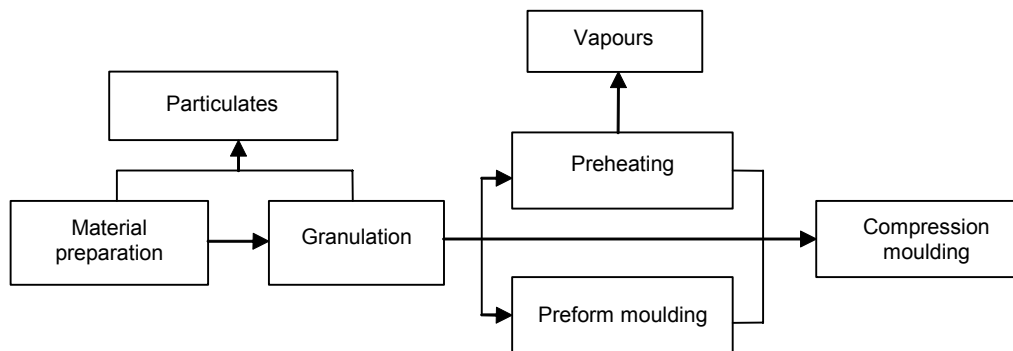 Vapours
Particulates
Preheating
Material
preparation
Granulation
Compression
moulding
Preform moulding